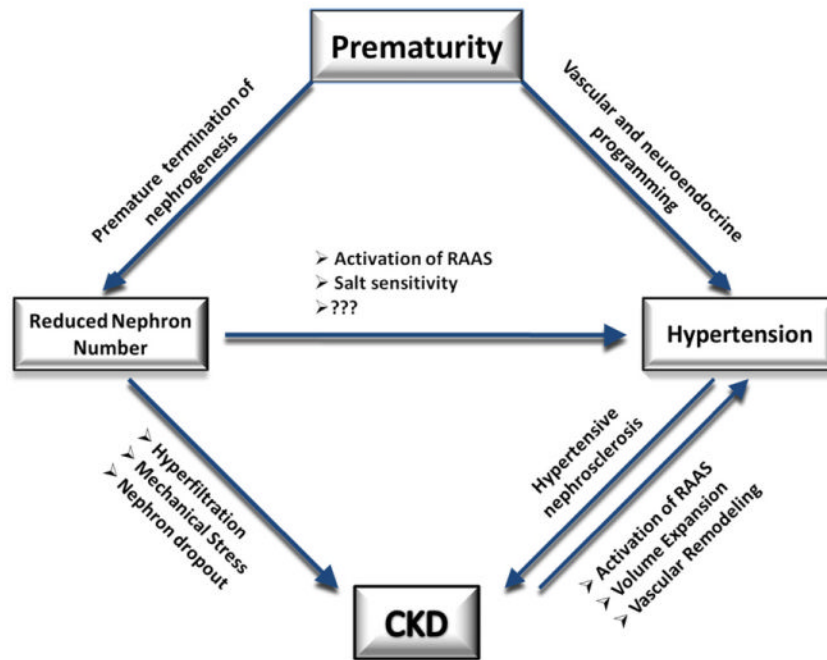 Prematurity
Premature termination of
nephrogenesis
Vascular and neuroendocrine
programming
➢ Activation of RAAS
➢ Salt sensitivity
➢ ???
Reduced Nephron
Number
Hypertension
➢ Hyperfiltration
➢ Mechanical Stress
➢ Nephron dropout
Hypertensive
nephrosclerosis
➢ Activation of RAAS
➢ Volume Expansion
➢ Vascular Remodeling
CKD